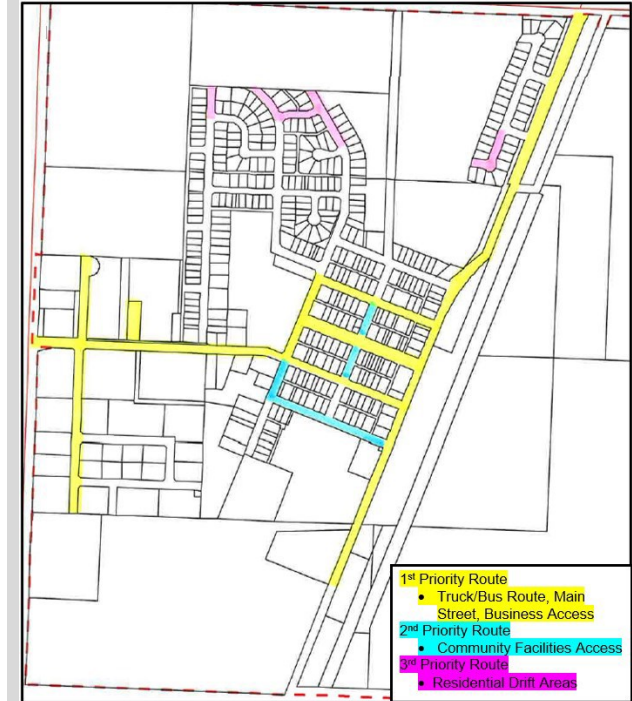 1st Priority Route
• Truck/Bus Route, Main
Street, Business Access
2nd Priority Route
• Community Facilities Access
3rd Priority Route
• Residential Drift Areas